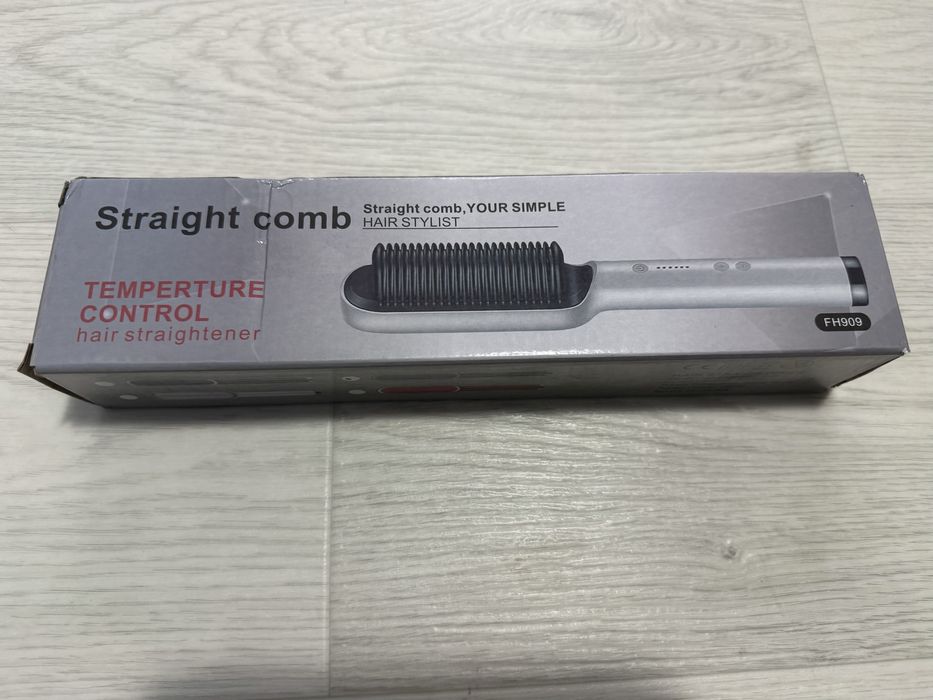 Straight comb
Straight comb,YOUR SIMPLE
HAIR STYLIST
TEMPERTURE
CONTROL
hair straightener
FH909